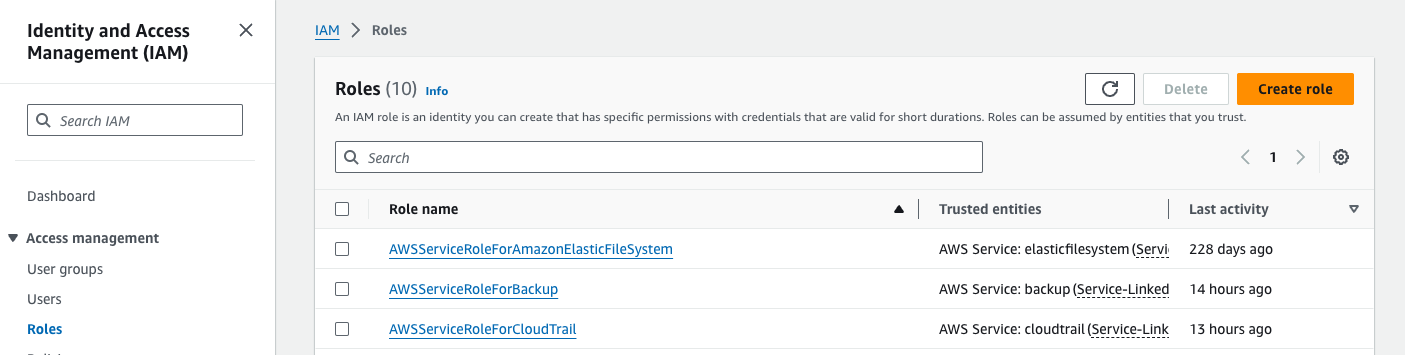 Identity and Access
Management (IAM)
Search IAM
Dashboard
Access management
User groups
Users
Roles
IAM Roles
Roles (10) Info
Delete
Create role
An IAM role is an identity you can create that has specific permissions with credentials that are valid for short durations. Roles can be assumed by entities that you trust.
Search
1
Role name Trusted entities Last activity
AWSServiceRoleForAmazonElasticFileSystem AWS Service: elasticfilesystem (Servi 228 days ago
AWSServiceRoleForBackup AWS Service: backup (Service-Linked 14 hours ago
AWSServiceRoleForCloudTrail AWS Service: cloudtrail (Service-Link 13 hours ago